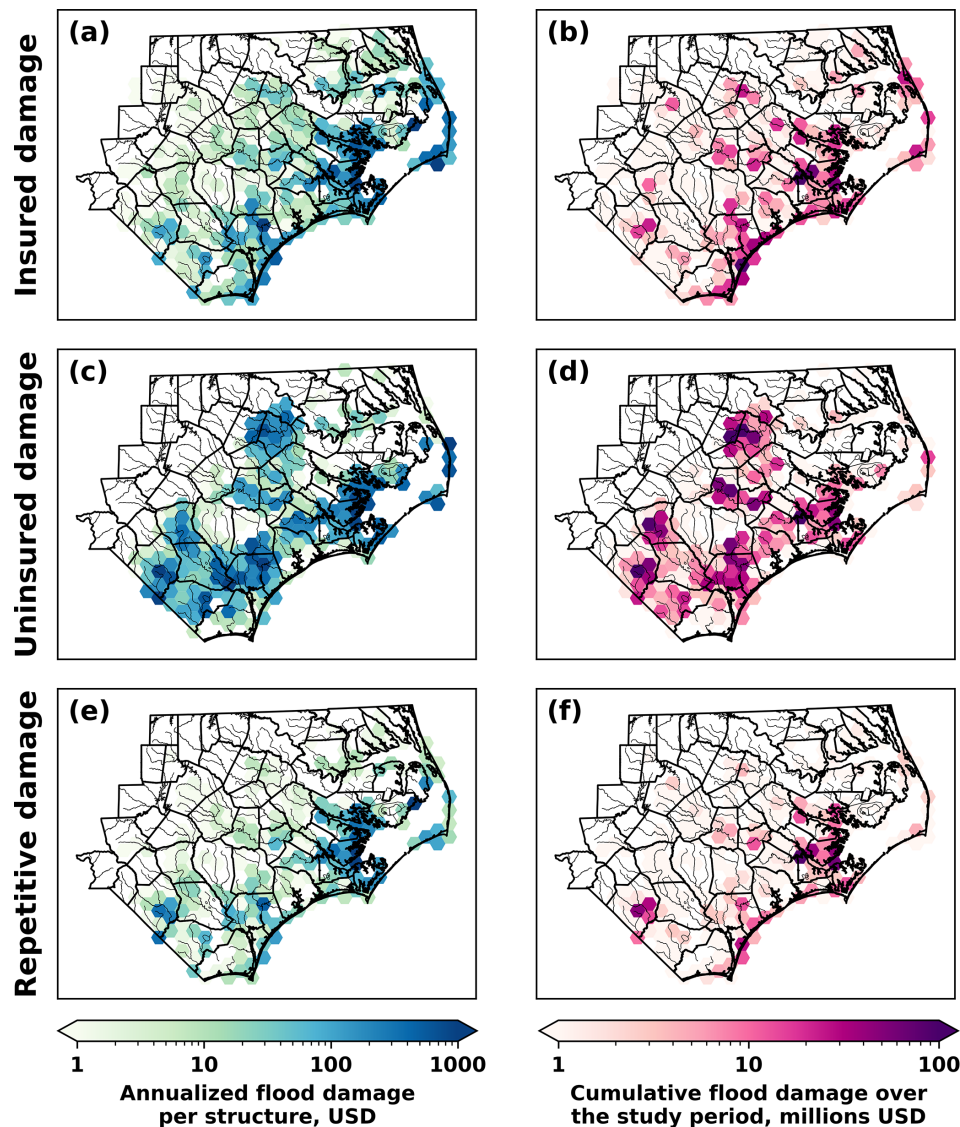 Insured damage
(a)
(b)
Uninsured damage
(c)
(d)
Repetitive damage
(e)
(f)
1 10 100 1000
Annualized flood damage
per structure, USD
1 10 100
Cumulative flood damage over
the study period, millions USD